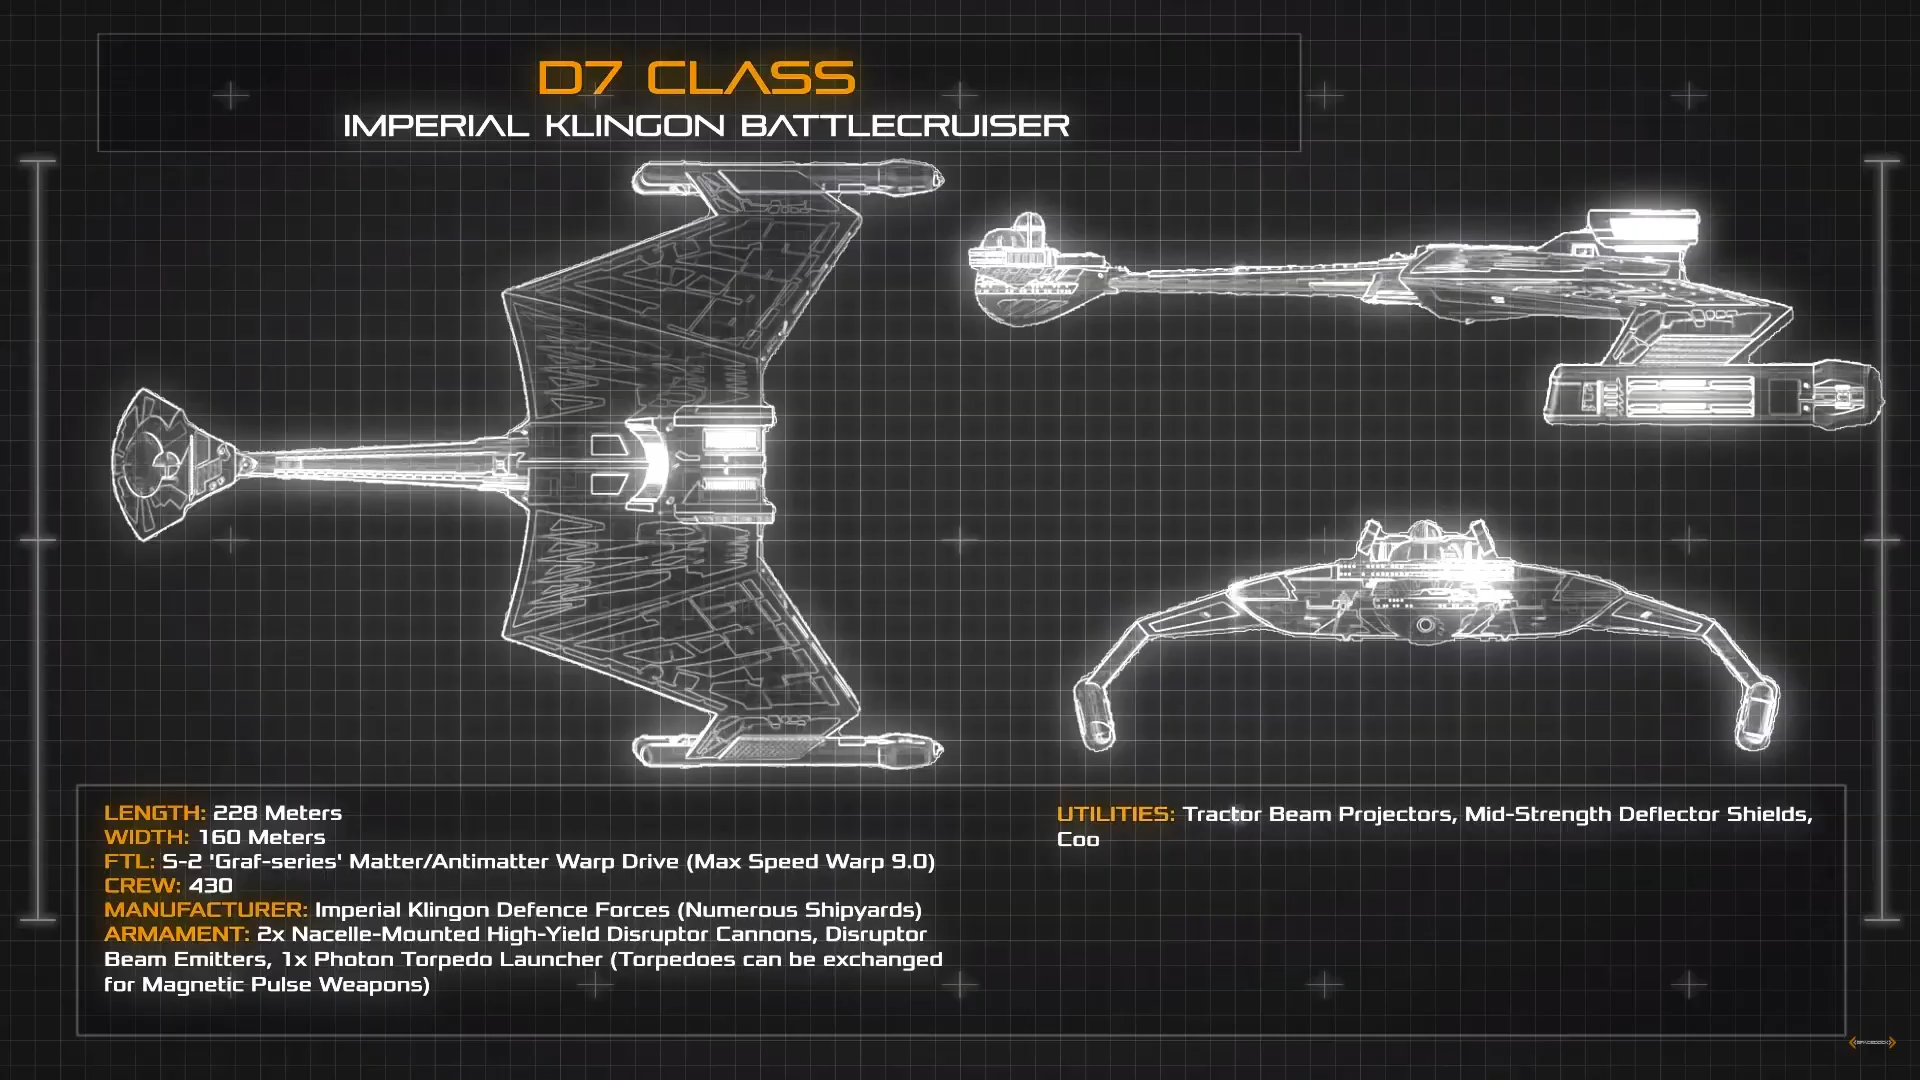 D7 CLASS
IMPERIAL KLINGON BATTLECRUISER
LENGTH: 228 Meters
WIDTH: 160 Meters
FTL: S-2 'Graf-series' Matter/Antimatter Warp Drive (Max Speed Warp 9.0)
CREW: 430
MANUFACTURER: Imperial Klingon Defence Forces (Numerous Shipyards)
ARMAMENT: 2x Nacelle-Mounted High-Yield Disruptor Cannons, Disruptor
Beam Emitters, 1x Photon Torpedo Launcher (Torpedoes can be exchanged
for Magnetic Pulse Weapons)
UTILITIES: Tractor Beam Projectors, Mid-Strength Deflector Shields,
Coo
SPACEDOCK